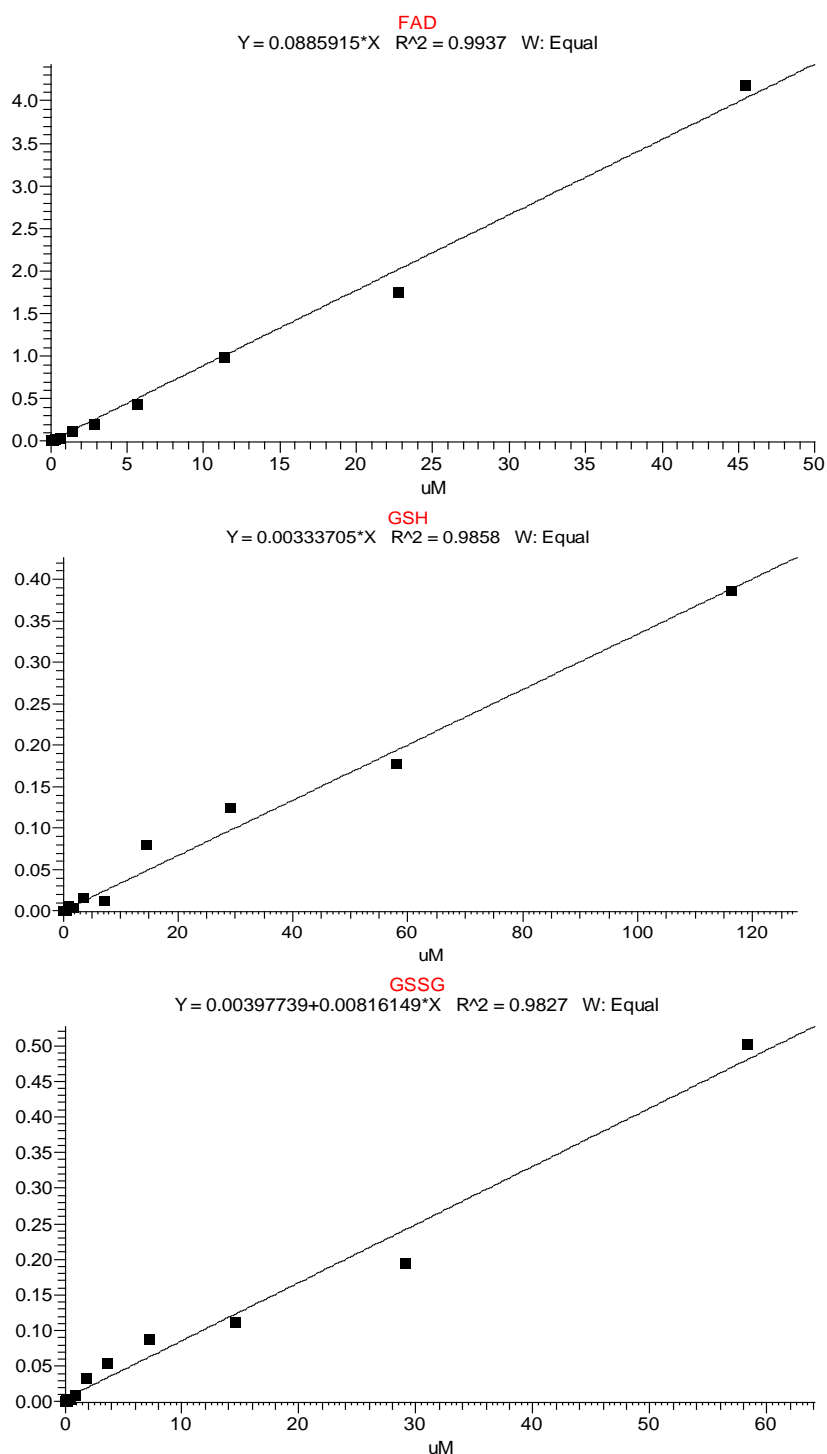 FAD
Y = 0.0885915*X R^2 = 0.9937 W: Equal
4.0
3.5
3.0
2.5
2.0
1.5
1.0
0.5
0.0
0 5 10 15 20 25 30 35 40 45 50
uM
GSH
Y = 0.00333705*X R^2 = 0.9858 W: Equal
0.40
0.35
0.30
0.25
0.20
0.15
0.10
0.05
0.00
0 20 40 60 80 100 120
uM
GSSG
Y = 0.00397739+0.00816149*X R^2 = 0.9827 W: Equal
0.50
0.45
0.40
0.35
0.30
0.25
0.20
0.15
0.10
0.05
0.00
0 10 20 30 40 50 60
uM